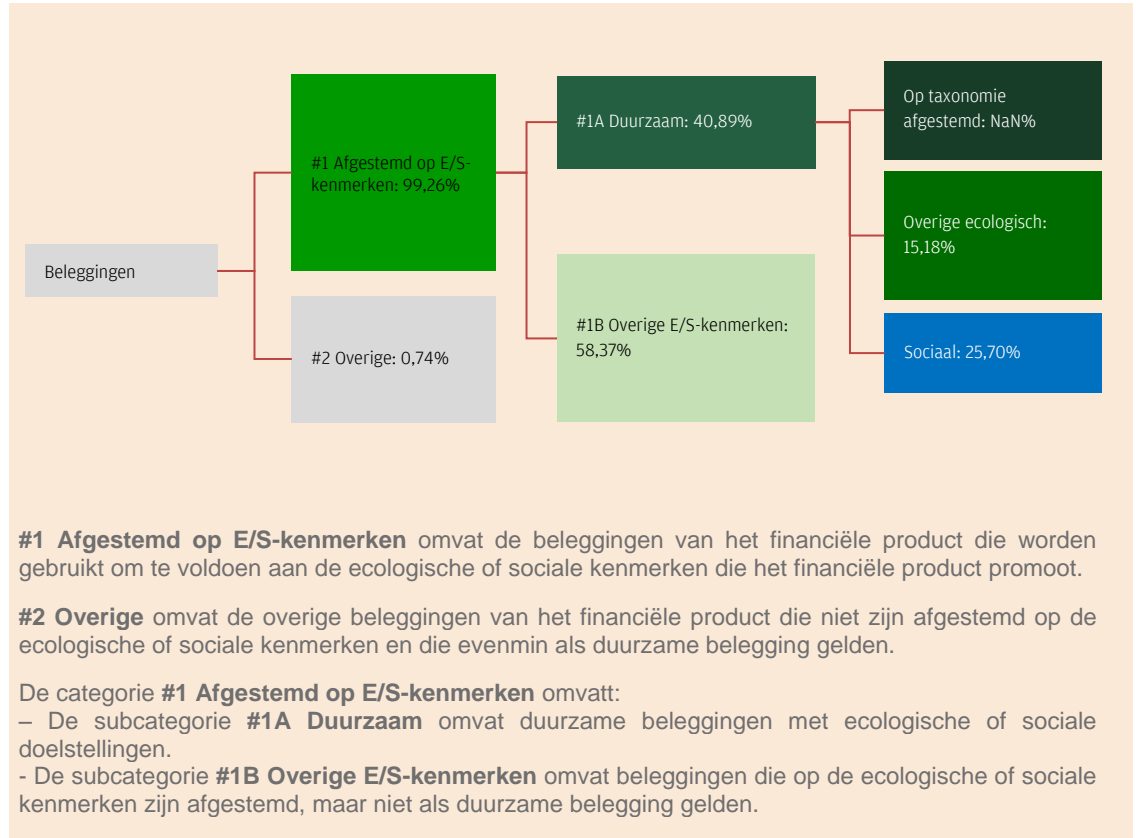 Op taxonomie
afgestemd: NaN%
#1A Duurzaam: 40,89%
#1 Afgestemd op E/S-
kenmerken: 99,26%
Overige ecologisch:
15,18%
Beleggingen
#1B Overige E/S-kenmerken:
58,37%
#2 Overige: 0,74%
Sociaal: 25,70%
#1 Afgestemd op E/S-kenmerken omvat de beleggingen van het financiële product die worden
gebruikt om te voldoen aan de ecologische of sociale kenmerken die het financiële product promoot.
#2 Overige omvat de overige beleggingen van het financiële product die niet zijn afgestemd op de
ecologische of sociale kenmerken en die evenmin als duurzame belegging gelden.
De categorie #1 Afgestemd op E/S-kenmerken omvatt:
– De subcategorie #1A Duurzaam omvat duurzame beleggingen met ecologische of sociale
doelstellingen.
- De subcategorie #1B Overige E/S-kenmerken omvat beleggingen die op de ecologische of sociale
kenmerken zijn afgestemd, maar niet als duurzame belegging gelden.